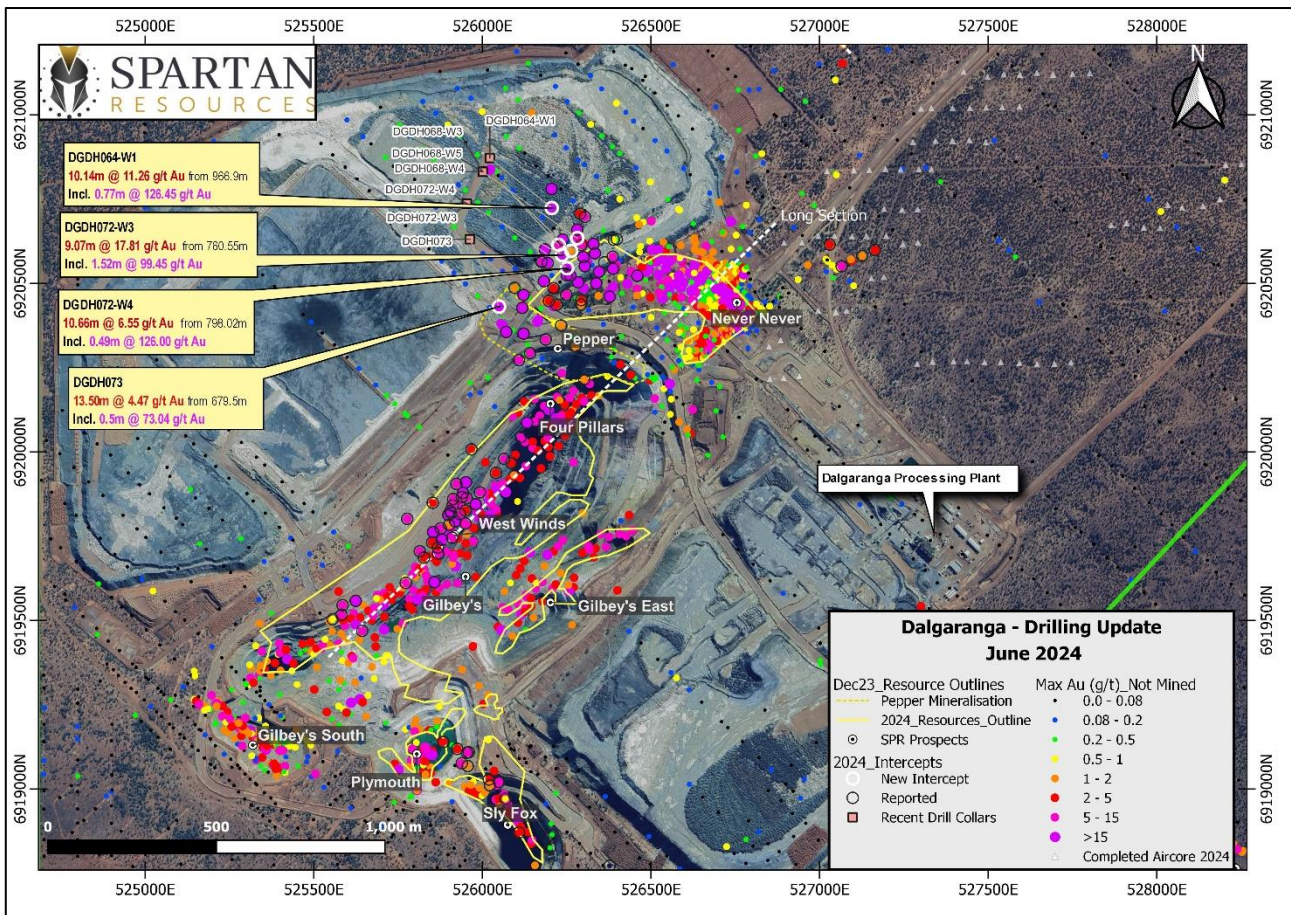 525000E
525500E
526000E
526500E
527000E
527500E
528000E
SPARTAN
RESOURCES
N
6921000N
6920500N
6920000N
6919500N
6919000N
6921000N
6920500N
6920000N
6919500N
6919000N
DGDH064-W1
10.14m @ 11.26 g/t Au from 966.9m
Incl. 0.77m @ 126.45 g/t Au
DGDH072-W3
9.07m @ 17.81 g/t Au from 760.55m
Incl. 1.52m @ 99.45 g/t Au
DGDH072-W4
10.66m @ 6.55 g/t Au from 798.02m
Incl. 0.49m @ 126.00 g/t Au
DGDH073
13.50m @ 4.47 g/t Au from 679.5m
Incl. 0.5m @ 73.04 g/t Au
DGDH064-W1
DGDH068-W3
DGDH068-W5
DGDH068-W4
DGDH072-W4
DGDH072-W3
DGDH073
Long Section
Never Never
Pepper
Four Pillars
West Winds
Gilbey's
Gilbey's East
Gilbey's South
Plymouth
Sly Fox
Dalgaranga Processing Plant
0 500 1,000 m
Dalgaranga - Drilling Update
June 2024
Dec23_Resource Outlines
Pepper Mineralisation
2024_Resources_Outline
SPR Prospects
2024_Intercepts
New Intercept
Reported
Recent Drill Collars
Max Au (g/t)_Not Mined
0.0 - 0.08
0.08 - 0.2
0.2 - 0.5
0.5 - 1
1 - 2
2 - 5
5 - 15
>15
Completed Aircore 2024
525000E
525500E
526000E
526500E
527000E
527500E
528000E